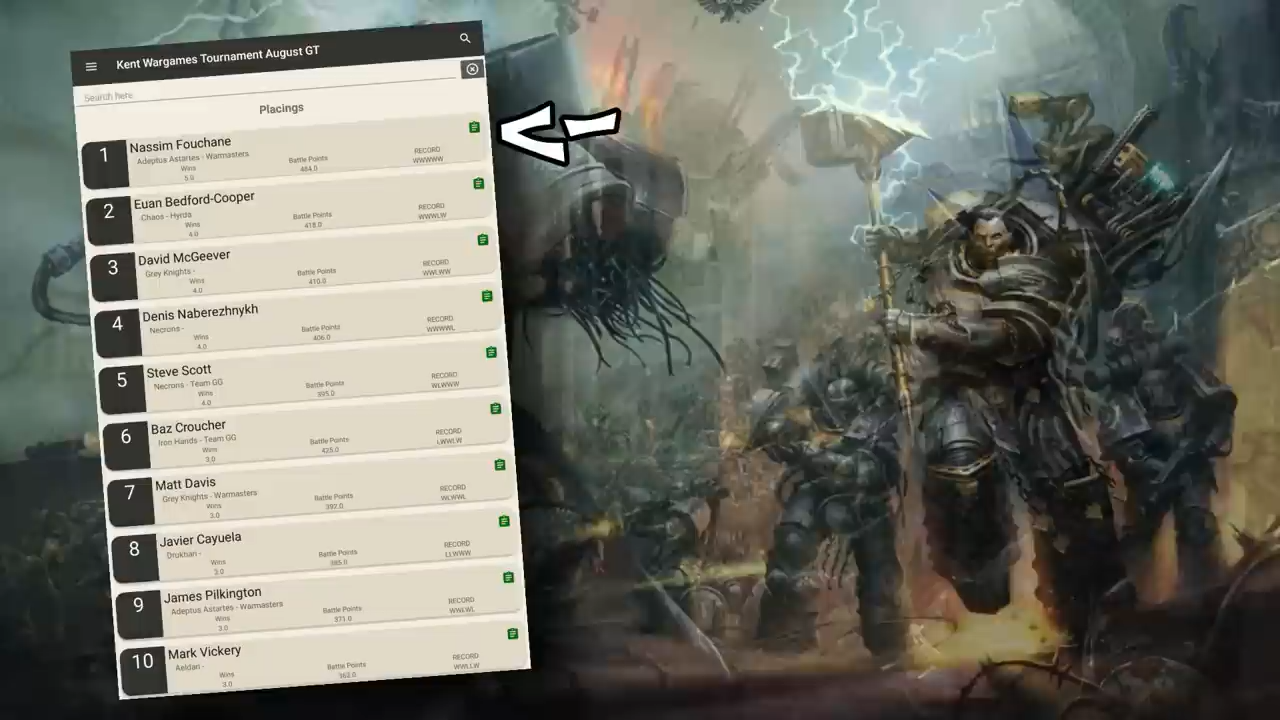 Kent Wargames Tournament August GT
Search here
Placings
1
Nassim Fouchane
Adeptus Astartes - Warmasters
Wins
5.0
Battle Points
464.0
RECORD
WWWWW
2
Euan Bedford-Cooper
Chaos - Hyrda
Wins
4.0
Battle Points
418.0
RECORD
WWWLW
3
David McGeever
Grey Knights -
Wins
4.0
Battle Points
410.0
RECORD
WWLWW
4
Denis Naberezhnykh
Necrons -
Wins
4.0
Battle Points
406.0
RECORD
WWWWL
5
Steve Scott
Necrons - Team GG
Wins
4.0
Battle Points
395.0
RECORD
WLWWW
6
Baz Croucher
Iron Hands - Team GG
Wins
3.0
Battle Points
425.0
RECORD
LWWLW
7
Matt Davis
Grey Knights - Warmasters
Wins
3.0
Battle Points
392.0
RECORD
WLWWL
8
Javier Cayuela
Drukhari -
Wins
3.0
Battle Points
385.0
RECORD
LLWWW
9
James Pilkington
Adeptus Astartes - Warmasters
Wins
3.0
Battle Points
371.0
RECORD
WWLWL
10
Mark Vickery
Aeldari -
Wins
3.0
Battle Points
362.0
RECORD
WWLLW